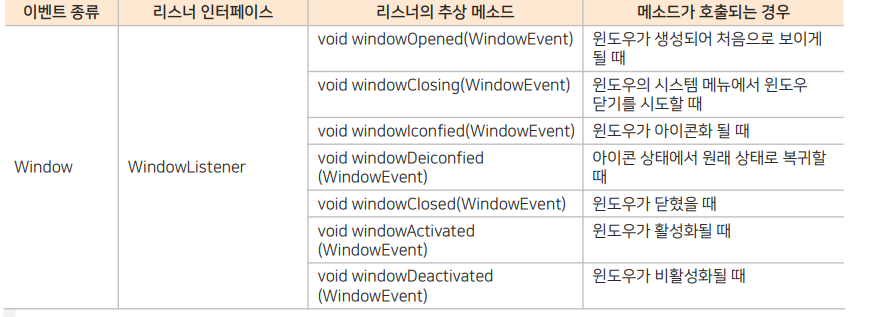 이벤트 종류 리스너 인터페이스 리스너의 추상 메소드 메소드가 호출되는 경우
Window WindowListener
void windowOpened(WindowEvent) 윈도우가 생성되어 처음으로 보이게
될 때
void windowClosing(WindowEvent) 윈도우의 시스템 메뉴에서 윈도우
닫기를 시도할 때
void windowIconfied(WindowEvent) 윈도우가 아이콘화 될 때
void windowDeiconfied 아이콘 상태에서 원래 상태로 복귀할
(WindowEvent) 때
void windowClosed(WindowEvent) 윈도우가 닫혔을 때
void windowActivated 윈도우가 활성화될 때
(WindowEvent)
void windowDeactivated 윈도우가 비활성화될 때
(WindowEvent)